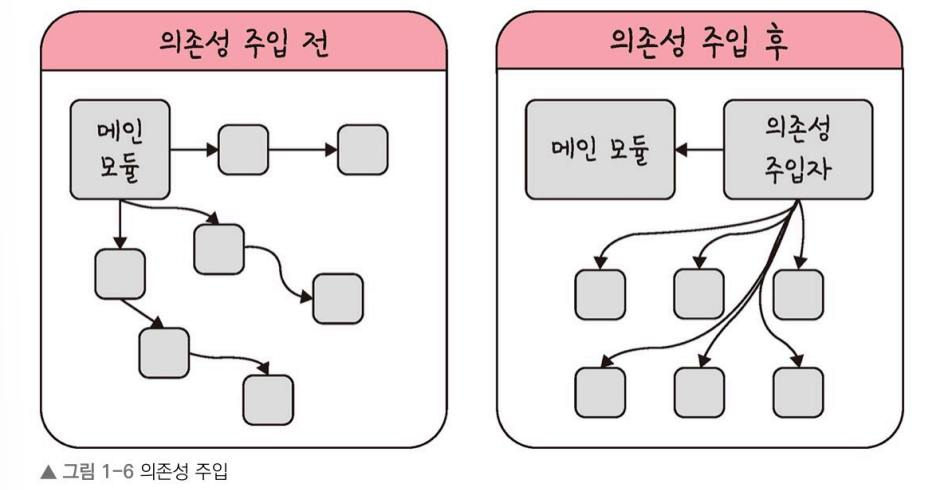 의존성 주입 전
메인
모듈
의존성 주입 후
메인 모듈
의존성
주입자
▲ 그림 1-6 의존성 주입